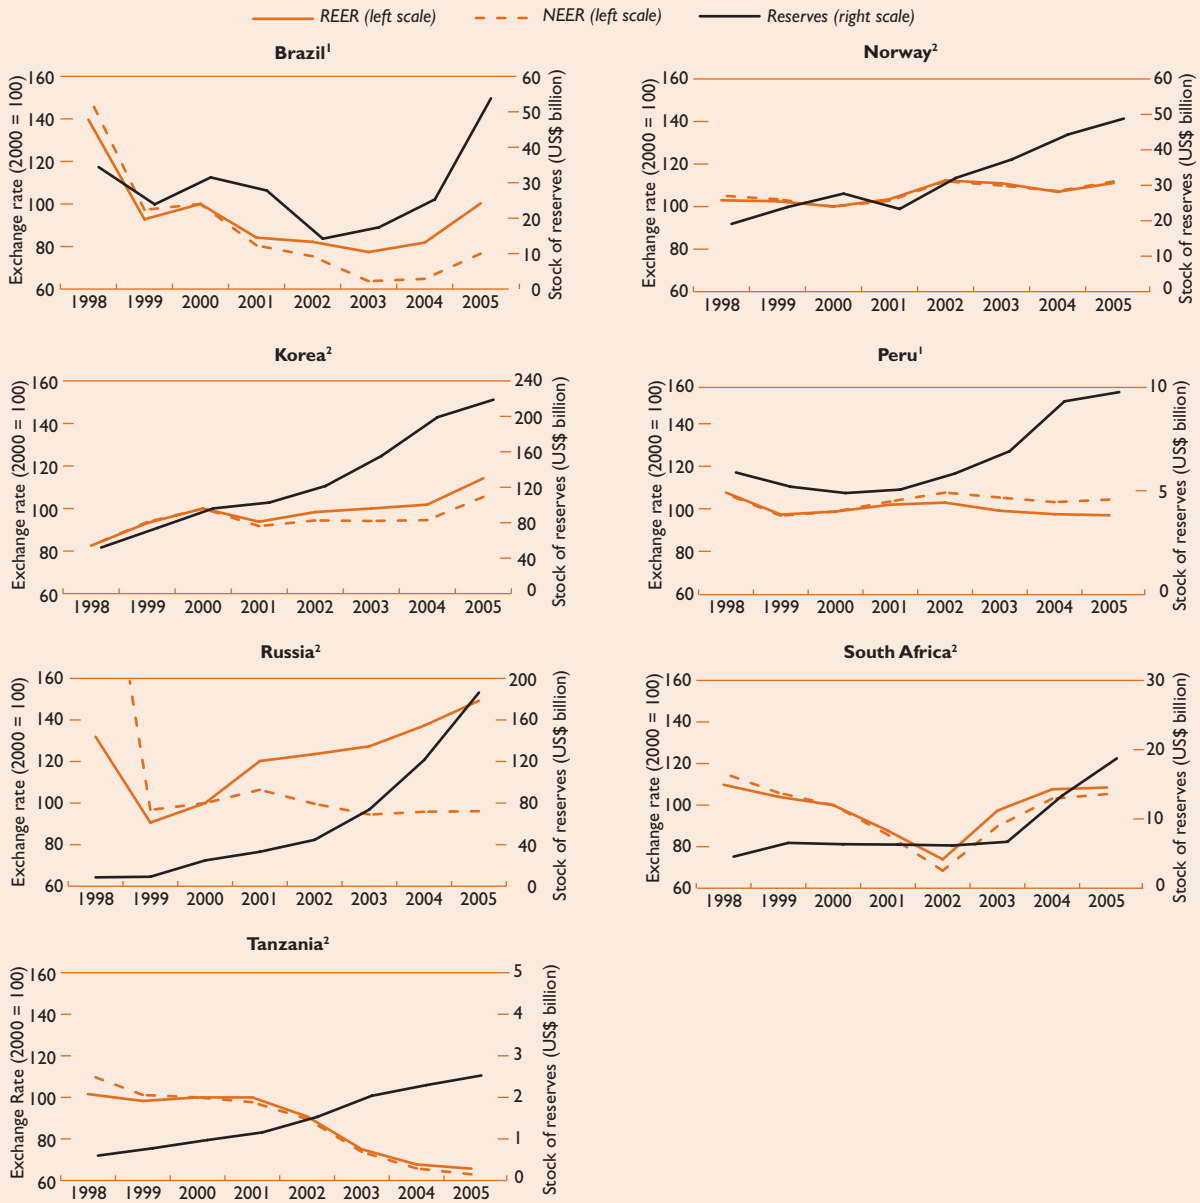 REER (left scale) NEER (left scale) Reserves (right scale)
Brazil¹
Exchange rate (2000 = 100)
160
140
120
100
80
60
60
50
40
30
20
10
0
Stock of reserves (US$ billion)
1998 1999 2000 2001 2002 2003 2004 2005
Norway²
Exchange rate (2000 = 100)
160
140
120
100
80
60
60
50
40
30
20
10
0
Stock of reserves (US$ billion)
1998 1999 2000 2001 2002 2003 2004 2005
Korea²
Exchange rate (2000 = 100)
160
140
120
100
80
60
240
200
160
120
80
40
0
Stock of reserves (US$ billion)
1998 1999 2000 2001 2002 2003 2004 2005
Peru¹
Exchange rate (2000 = 100)
160
140
120
100
80
60
10
5
0
Stock of reserves (US$ billion)
1998 1999 2000 2001 2002 2003 2004 2005
Russia²
Exchange rate (2000 = 100)
160
140
120
100
80
60
200
160
120
80
40
0
Stock of reserves (US$ billion)
1998 1999 2000 2001 2002 2003 2004 2005
South Africa²
Exchange rate (2000 = 100)
160
140
120
100
80
60
30
20
10
0
Stock of reserves (US$ billion)
1998 1999 2000 2001 2002 2003 2004 2005
Tanzania²
Exchange Rate (2000 = 100)
160
140
120
100
80
60
5
4
3
2
1
0
Stock of reserves (US$ billion)
1998 1999 2000 2001 2002 2003 2004 2005